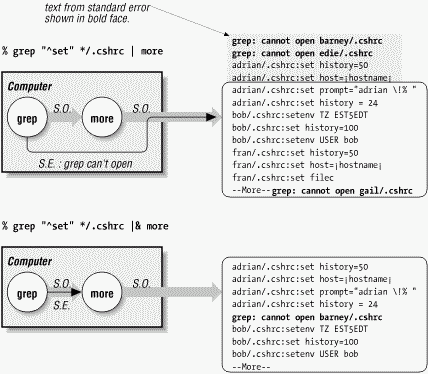 text from standard error
shown in bold face.
% grep "^set" */.cshrc | more
grep: cannot open barney/.cshrc
grep: cannot open edie/.cshrc
adrian/.cshrc:set history=50
adrian/.cshrc:set host=¡hostname¡
adrian/.cshrc:set prompt="adrian \!% "
adrian/.cshrc:set history = 24
bob/.cshrc:setenv TZ EST5EDT
bob/.cshrc:set history=100
bob/.cshrc:setenv USER bob
fran/.cshrc:set history=50
fran/.cshrc:set host=¡hostname¡
fran/.cshrc:set filec
--More--grep: cannot open gail/.cshrc
Computer
S.O.
S.O.
grep
more
S.E. : grep can't open
% grep "^set" */.cshrc |& more
Computer
S.O.
S.O.
grep
more
S.E.
adrian/.cshrc:set history=50
adrian/.cshrc:set host=¡hostname¡
adrian/.cshrc:set prompt="adrian \!% "
adrian/.cshrc:set history = 24
grep: cannot open barney/.cshrc
bob/.cshrc:setenv TZ EST5EDT
bob/.cshrc:set history=100
bob/.cshrc:setenv USER bob
--More--